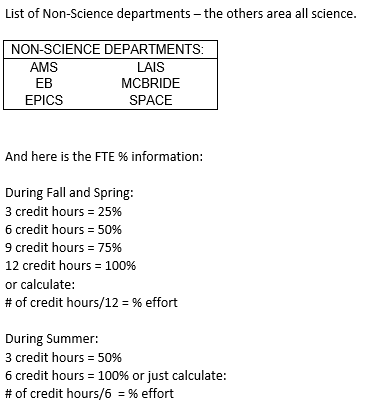 List of Non-Science departments – the others area all science.
NON-SCIENCE DEPARTMENTS:
AMS LAIS
EB MCBRIDE
EPICS SPACE
And here is the FTE % information:
During Fall and Spring:
3 credit hours = 25%
6 credit hours = 50%
9 credit hours = 75%
12 credit hours = 100%
or calculate:
# of credit hours/12 = % effort
During Summer:
3 credit hours = 50%
6 credit hours = 100% or just calculate:
# of credit hours/6  = % effort